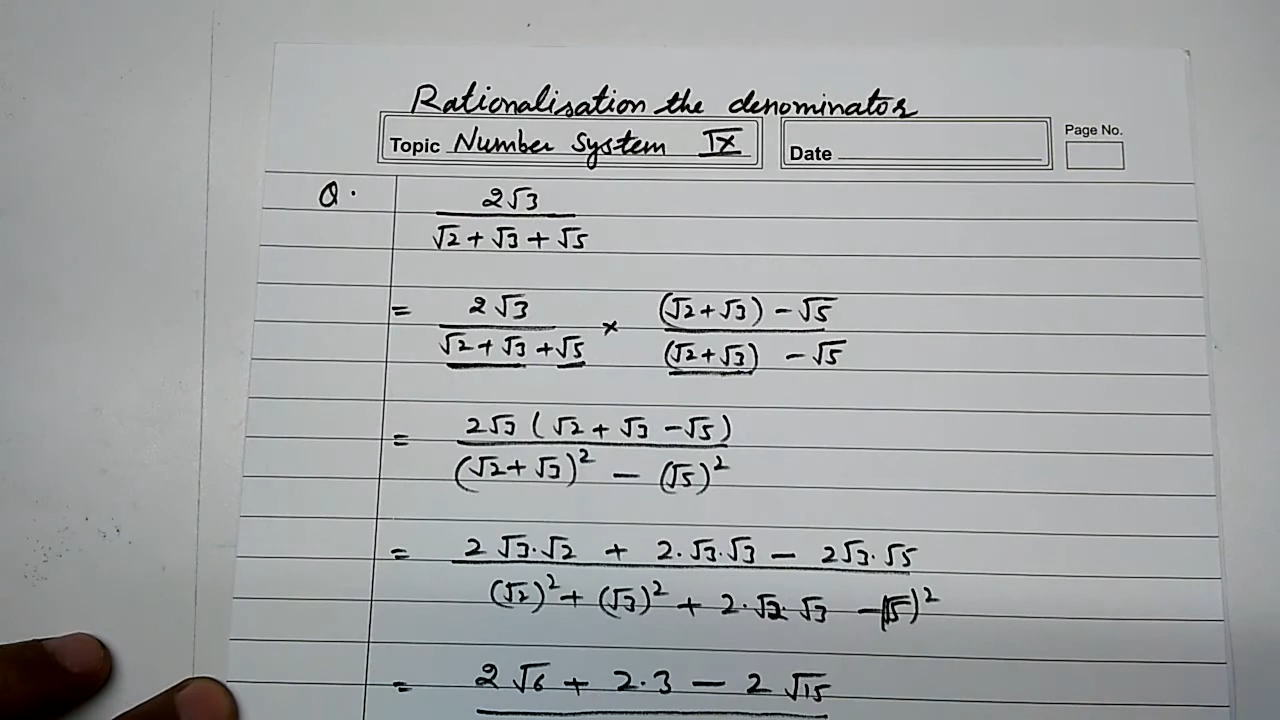 Rationalisation the denominator
Topic Number System IX
Date
Page No.
Q. 2√3 / (√2 + √3 + √5)
= 2√3 / (√2 + √3 + √5) × ((√2 + √3) - √5) / ((√2 + √3) - √5)
= 2√3 (√2 + √3 - √5) / ((√2 + √3)² - (√5)²)
= (2√3·√2 + 2·√3·√3 - 2√3·√5) / ((√2)² + (√3)² + 2·√2·√3 - (√5)²)
= 2√6 + 2·3 - 2√15